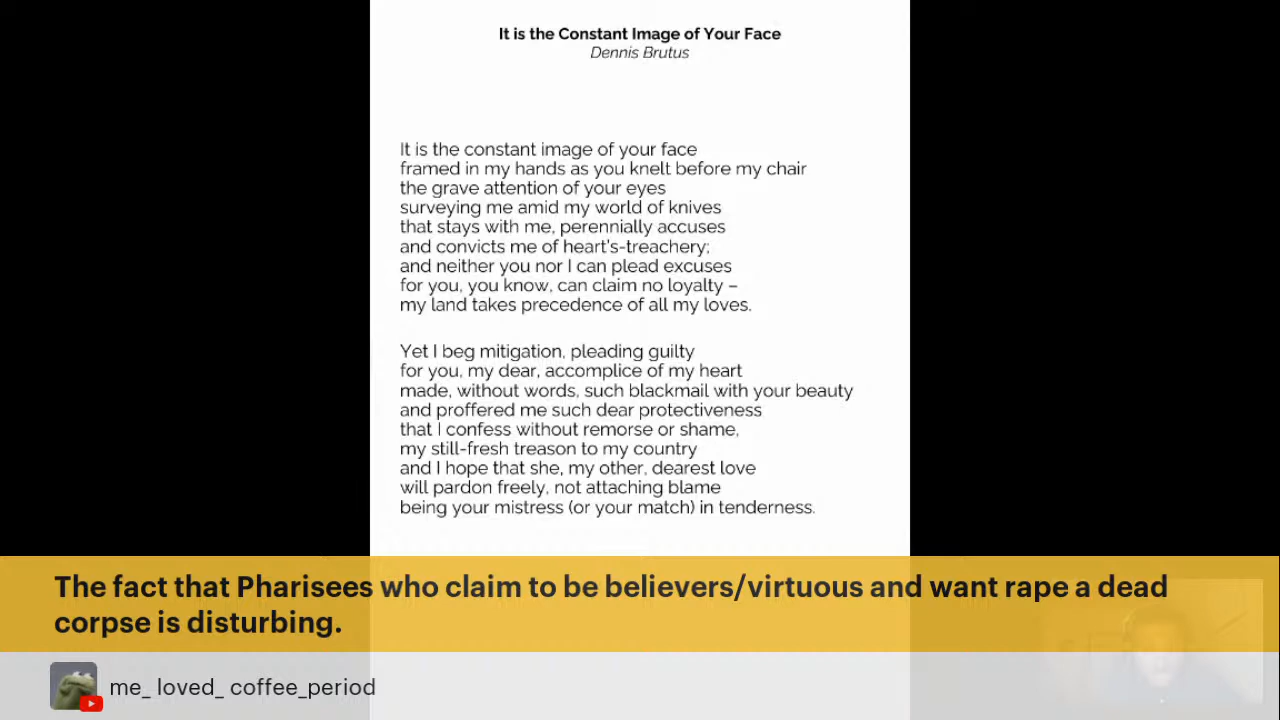 It is the Constant Image of Your Face
Dennis Brutus
It is the constant image of your face
framed in my hands as you knelt before my chair
the grave attention of your eyes
surveying me amid my world of knives
that stays with me, perennially accuses
and convicts me of heart's-treachery;
and neither you nor I can plead excuses
for you, you know, can claim no loyalty –
my land takes precedence of all my loves.
Yet I beg mitigation, pleading guilty
for you, my dear, accomplice of my heart
made, without words, such blackmail with your beauty
and proffered me such dear protectiveness
that I confess without remorse or shame,
my still-fresh treason to my country
and I hope that she, my other, dearest love
will pardon freely, not attaching blame
being your mistress (or your match) in tenderness.
The fact that Pharisees who claim to be believers/virtuous and want rape a dead
corpse is disturbing.
me_ loved_ coffee_period